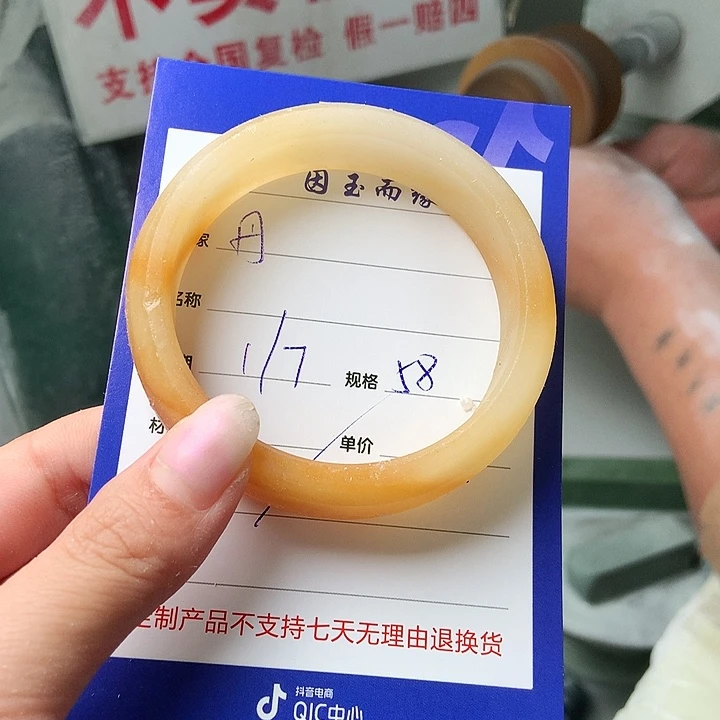 支持全国复检 假一赔四
因玉而缘
家 丹
名称
1/7 规格 58
材 单价
定制产品不支持七天无理由退换货
抖音电商
QIC中心